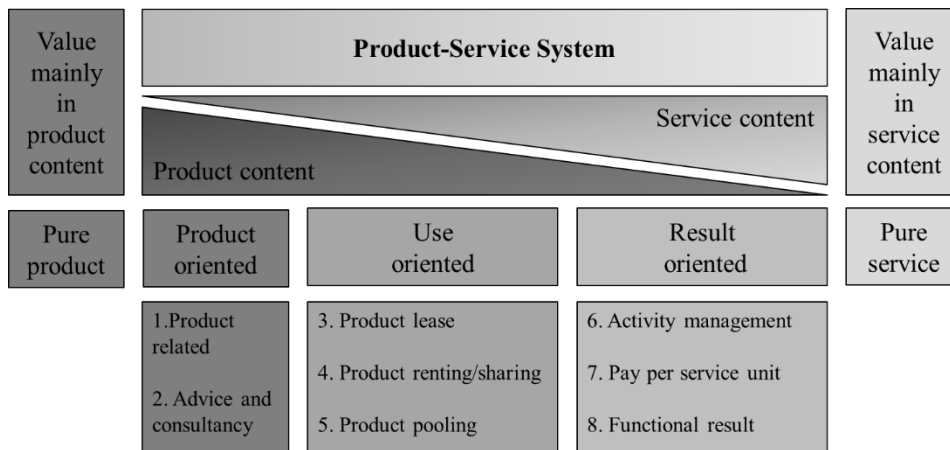 Value
mainly
in
product
content
Product-Service System
Service content
Product content
Value
mainly
in
service
content
Pure
product
Product
oriented
Use
oriented
Result
oriented
Pure
service
1.Product
related
2. Advice and
consultancy
3. Product lease
4. Product renting/sharing
5. Product pooling
6. Activity management
7. Pay per service unit
8. Functional result